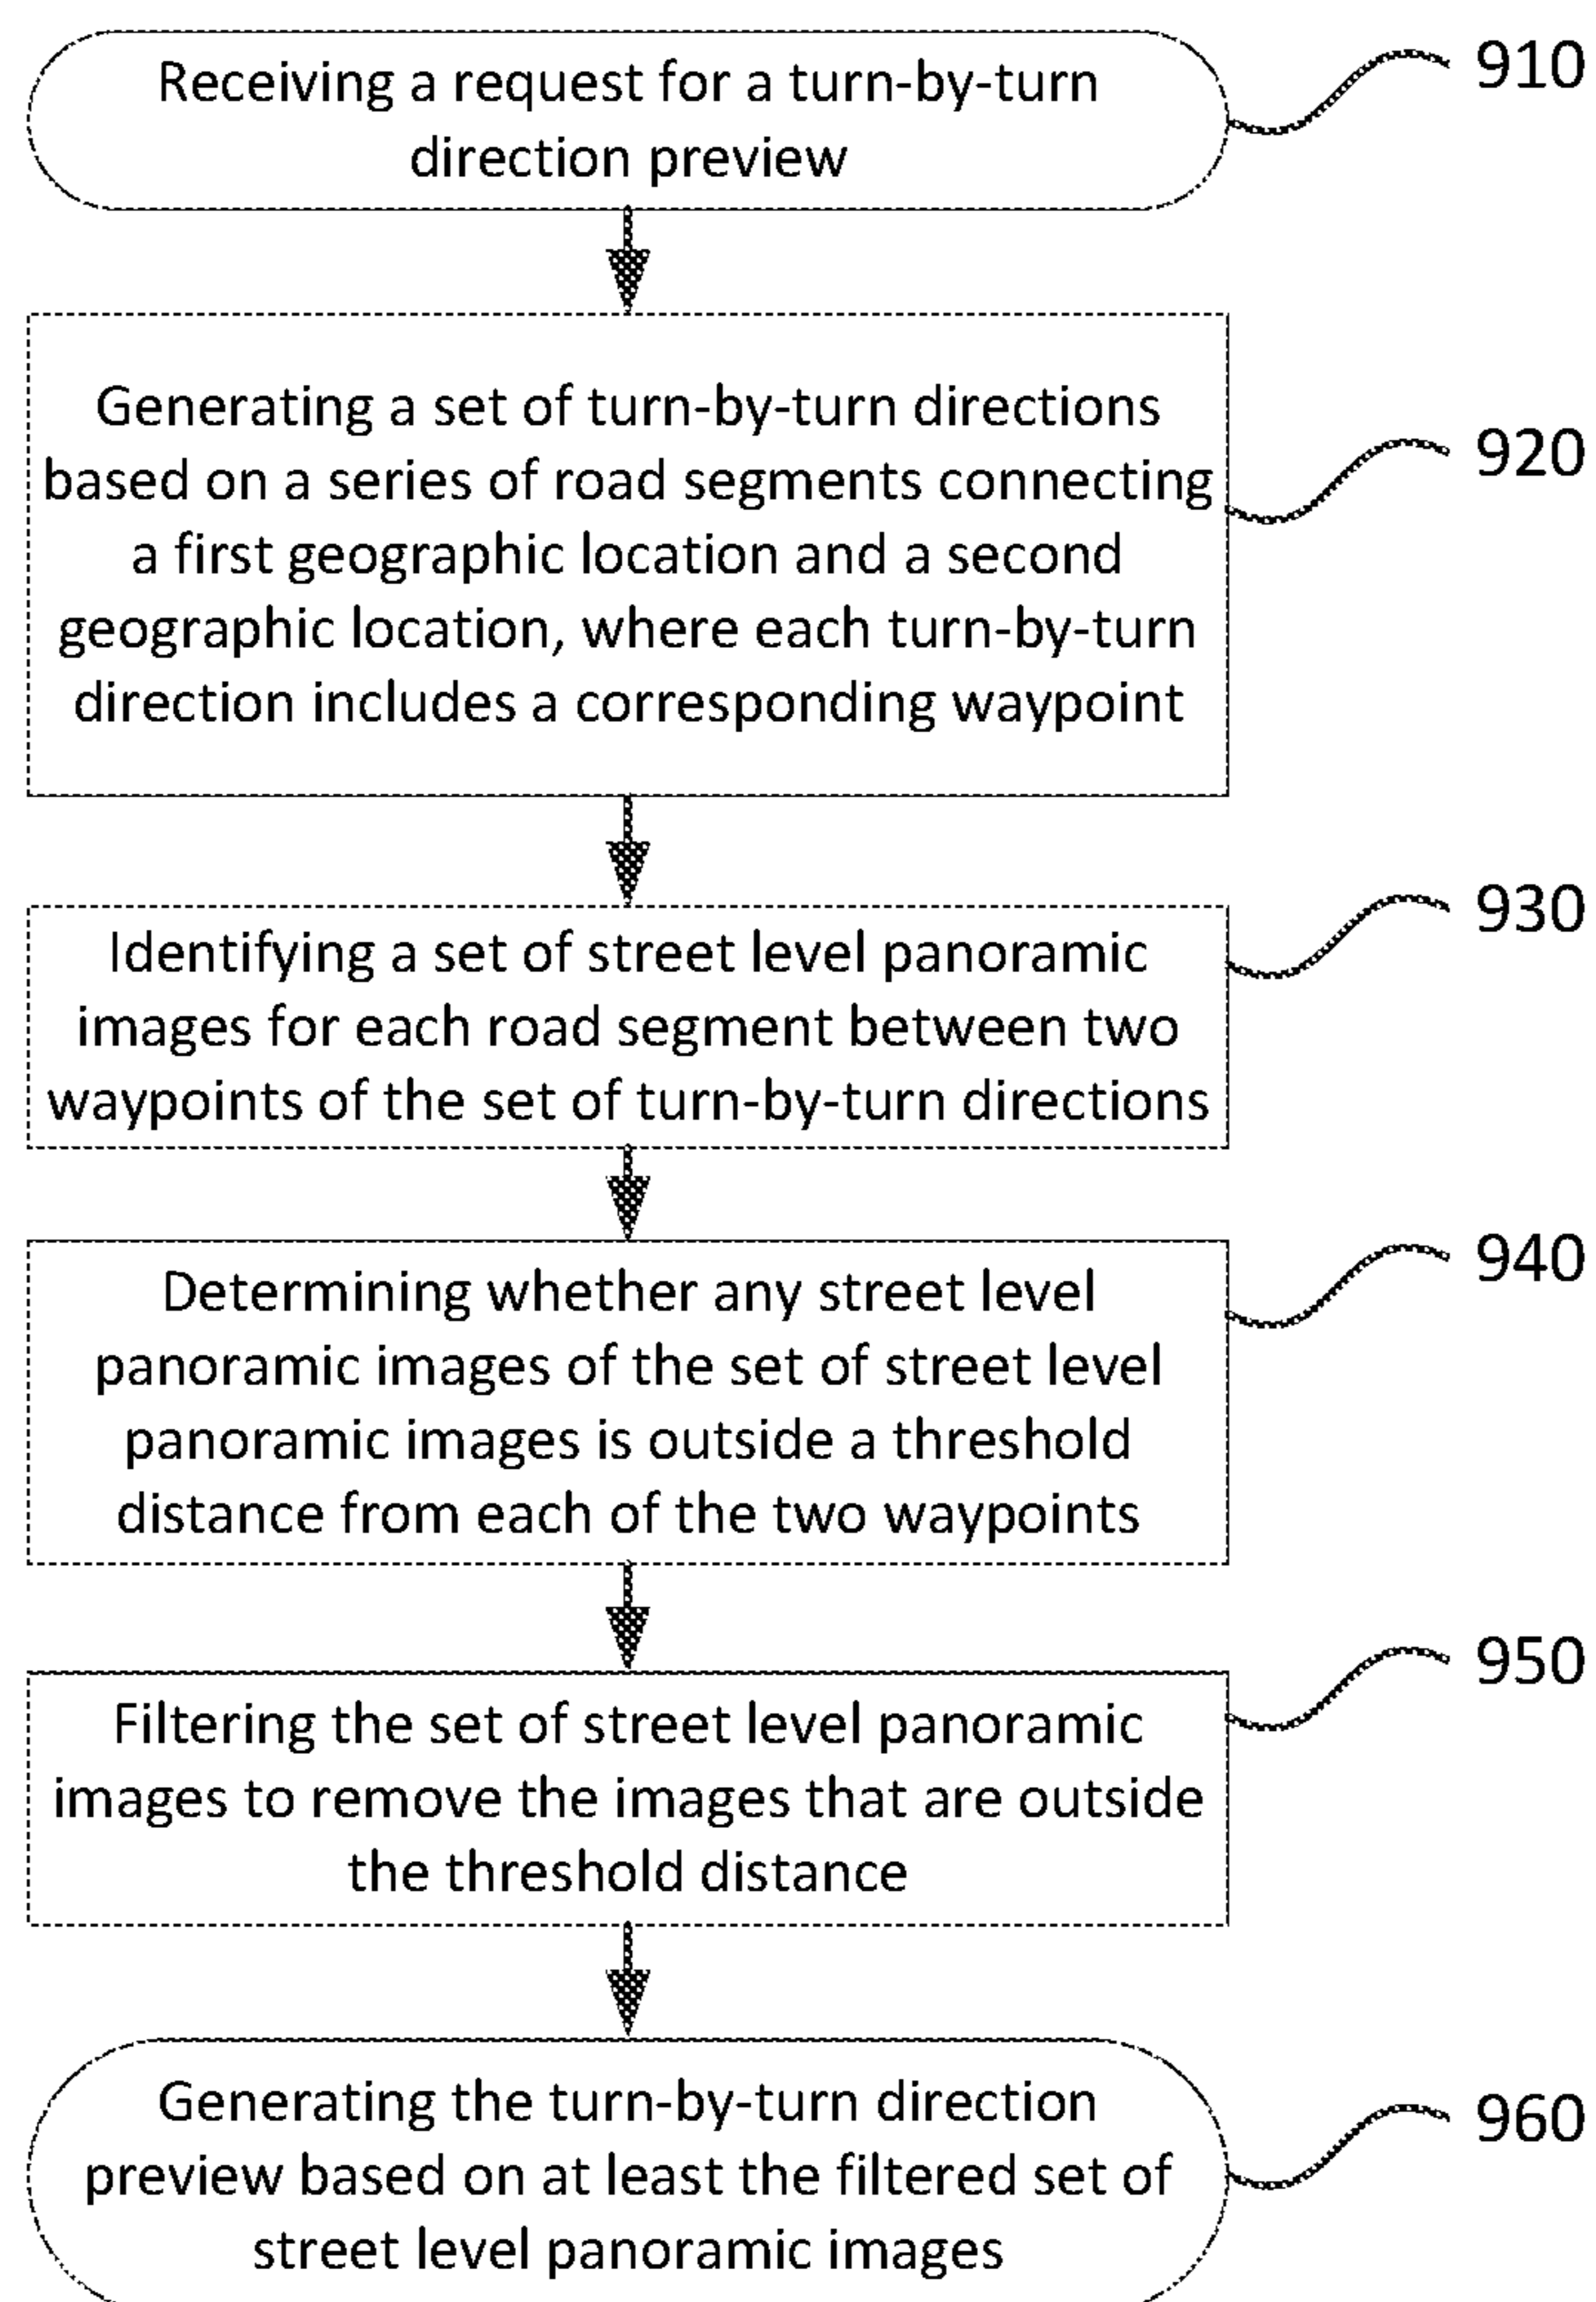 Receiving a request for a turn-by-turn
direction preview
910
Generating a set of turn-by-turn directions
based on a series of road segments connecting
a first geographic location and a second
geographic location, where each turn-by-turn
direction includes a corresponding waypoint
920
Identifying a set of street level panoramic
images for each road segment between two
waypoints of the set of turn-by-turn directions
930
Determining whether any street level
panoramic images of the set of street level
panoramic images is outside a threshold
distance from each of the two waypoints
940
Filtering the set of street level panoramic
images to remove the images that are outside
the threshold distance
950
Generating the turn-by-turn direction
preview based on at least the filtered set of
street level panoramic images
960